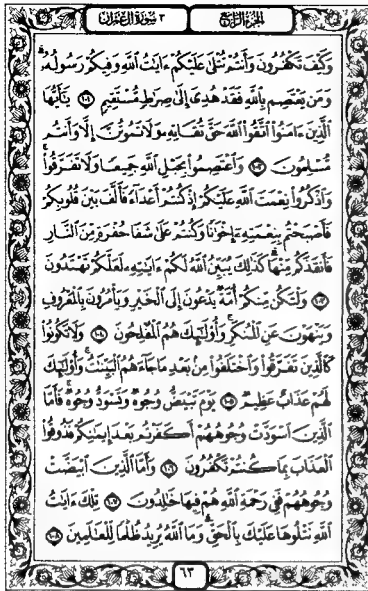 الجزء الرابع
٣ سورة آل عمران
وَكَيْفَ تَكْفُرُونَ وَأَنتُمْ تُتْلَىٰ عَلَيْكُمْ ءَايَٰتُ ٱللَّهِ وَفِيكُمْ رَسُولُهُۥ ۗ
وَمَن يَعْتَصِم بِٱللَّهِ فَقَدْ هُدِىَ إِلَىٰ صِرَٰطٍ مُّسْتَقِيمٍ ١٠١ يَٰٓأَيُّهَا
ٱلَّذِينَ ءَامَنُوا۟ ٱتَّقُوا۟ ٱللَّهَ حَقَّ تُقَاتِهِۦ وَلَا تَمُوتُنَّ إِلَّا وَأَنتُم
مُّسْلِمُونَ ١٠٢ وَٱعْتَصِمُوا۟ بِحَبْلِ ٱللَّهِ جَمِيعًا وَلَا تَفَرَّقُوا۟ ۚ
وَٱذْكُرُوا۟ نِعْمَتَ ٱللَّهِ عَلَيْكُمْ إِذْ كُنتُمْ أَعْدَآءً فَأَلَّفَ بَيْنَ قُلُوبِكُمْ
فَأَصْبَحْتُم بِنِعْمَتِهِۦٓ إِخْوَٰنًا وَكُنتُمْ عَلَىٰ شَفَا حُفْرَةٍ مِّنَ ٱلنَّارِ
فَأَنقَذَكُم مِّنْهَا ۗ كَذَٰلِكَ يُبَيِّنُ ٱللَّهُ لَكُمْ ءَايَٰتِهِۦ لَعَلَّكُمْ تَهْتَدُونَ
١٠٣ وَلْتَكُن مِّنكُمْ أُمَّةٌ يَدْعُونَ إِلَى ٱلْخَيْرِ وَيَأْمُرُونَ بِٱلْمَعْرُوفِ
وَيَنْهَوْنَ عَنِ ٱلْمُنكَرِ ۚ وَأُو۟لَٰٓئِكَ هُمُ ٱلْمُفْلِحُونَ ١٠٤ وَلَا تَكُونُوا۟
كَٱلَّذِينَ تَفَرَّقُوا۟ وَٱخْتَلَفُوا۟ مِنۢ بَعْدِ مَا جَآءَهُمُ ٱلْبَيِّنَٰتُ ۚ وَأُو۟لَٰٓئِكَ
لَهُمْ عَذَابٌ عَظِيمٌ ١٠٥ يَوْمَ تَبْيَضُّ وُجُوهٌ وَتَسْوَدُّ وُجُوهٌ ۚ فَأَمَّا
ٱلَّذِينَ ٱسْوَدَّتْ وُجُوهُهُمْ أَكَفَرْتُم بَعْدَ إِيمَٰنِكُمْ فَذُوقُوا۟
ٱلْعَذَابَ بِمَا كُنتُمْ تَكْفُرُونَ ١٠٦ وَأَمَّا ٱلَّذِينَ ٱبْيَضَّتْ
وُجُوهُهُمْ فَفِى رَحْمَةِ ٱللَّهِ هُمْ فِيهَا خَٰلِدُونَ ١٠٧ تِلْكَ ءَايَٰتُ
ٱللَّهِ نَتْلُوهَا عَلَيْكَ بِٱلْحَقِّ ۗ وَمَا ٱللَّهُ يُرِيدُ ظُلْمًا لِّلْعَٰلَمِينَ ١٠٨
٦٣